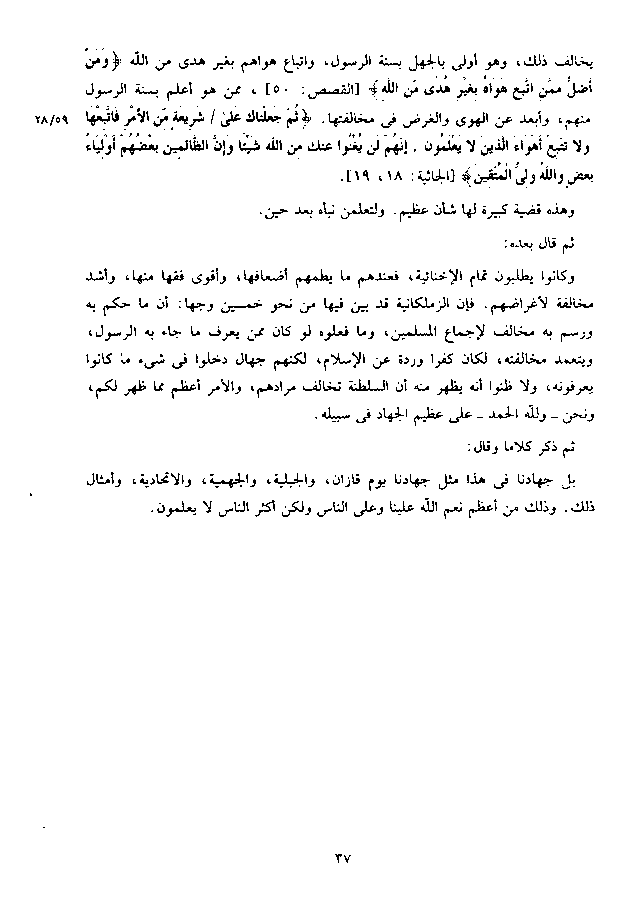 يخالف ذلك، وهو أولى بالجهل بسنة الرسول، واتباع هواهم بغير هدى من الله ﴿وَمَنْ
أَضَلُّ مِمَّنِ اتَّبَعَ هَوَاهُ بِغَيْرِ هُدًى مِّنَ اللَّهِ﴾ [القصص: ٥٠]، ممن هو أعلم بسنة الرسول
منهم، وأبعد عن الهوى والغرض فى مخالفتها. ﴿ثُمَّ جَعَلْنَاكَ عَلَىٰ / شَرِيعَةٍ مِّنَ الأَمْرِ فَاتَّبِعْهَا ٢٨/٥٩
وَلا تَتَّبِعْ أَهْوَاءَ الَّذِينَ لا يَعْلَمُونَ . إِنَّهُمْ لَن يُغْنُوا عَنكَ مِنَ اللَّهِ شَيْئًا وَإِنَّ الظَّالِمِينَ بَعْضُهُمْ أَوْلِيَاءُ
بَعْضٍ وَاللَّهُ وَلِيُّ الْمُتَّقِينَ﴾ [الجاثية: ١٨، ١٩].
وهذه قضية كبيرة لها شأن عظيم. ولتعلمن نبأه بعد حين.
ثم قال بعده:
وكانوا يطلبون تمام الإخنائية، فعندهم ما يطمهم أضعافها، وأقوى فقها منها، وأشد
مخالفة لأغراضهم. فإن الزملكانية قد بين فيها من نحو خمسين وجها: أن ما حكم به
ورسم به مخالف لإجماع المسلمين، وما فعلوه لو كان ممن يعرف ما جاء به الرسول،
ويتعمد مخالفته، لكان كفرا وردة عن الإسلام، لكنهم جهال دخلوا فى شىء ما كانوا
يعرفونه، ولا ظنوا أنه يظهر منه أن السلطنة تخالف مرادهم، والأمر أعظم مما ظهر لكم،
ونحن ـ ولله الحمد ـ على عظيم الجهاد فى سبيله.
ثم ذكر كلاما وقال:
بل جهادنا فى هذا مثل جهادنا يوم قازان، والجبلية، والجهمية، والاتحادية، وأمثال
ذلك. وذلك من أعظم نعم الله علينا وعلى الناس ولكن أكثر الناس لا يعلمون.
٣٧